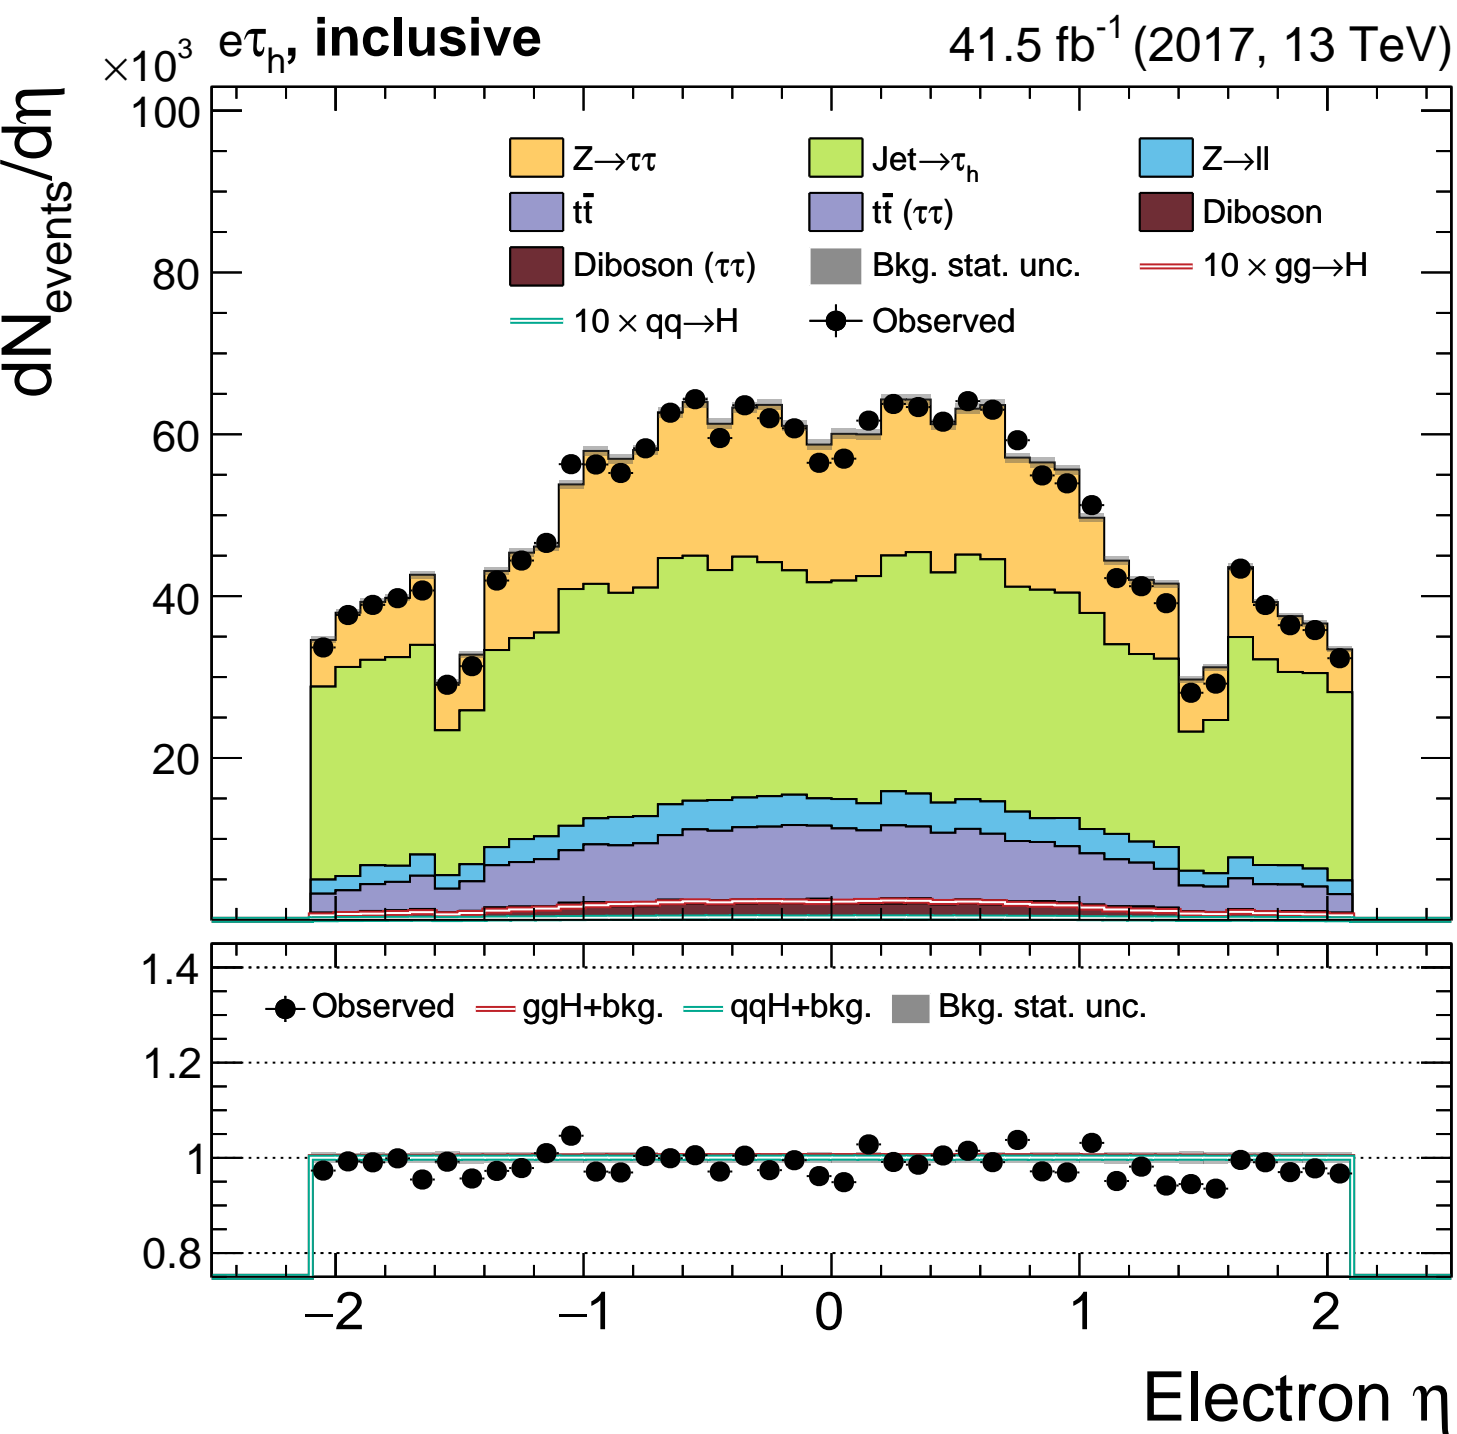 ×10³ eτₕ, inclusive 41.5 fb⁻¹ (2017, 13 TeV)
dN_events/dη
100
80
60
40
20
Z→ττ Jet→τₕ Z→ll
tt̄ tt̄ (ττ) Diboson
Diboson (ττ) Bkg. stat. unc. 10 × gg→H
10 × qq→H Observed
1.4
1.2
1
0.8
Observed ggH+bkg. qqH+bkg. Bkg. stat. unc.
−2 −1 0 1 2
Electron η